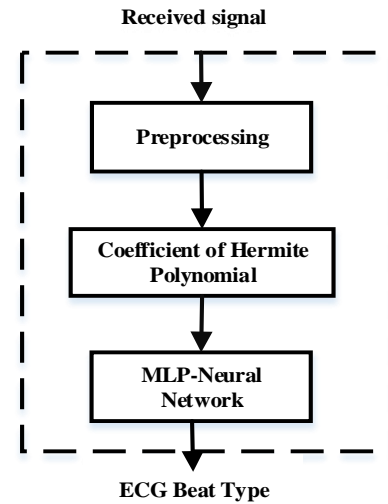 Received signal
Preprocessing
Coefficient of Hermite
Polynomial
MLP-Neural
Network
ECG Beat Type